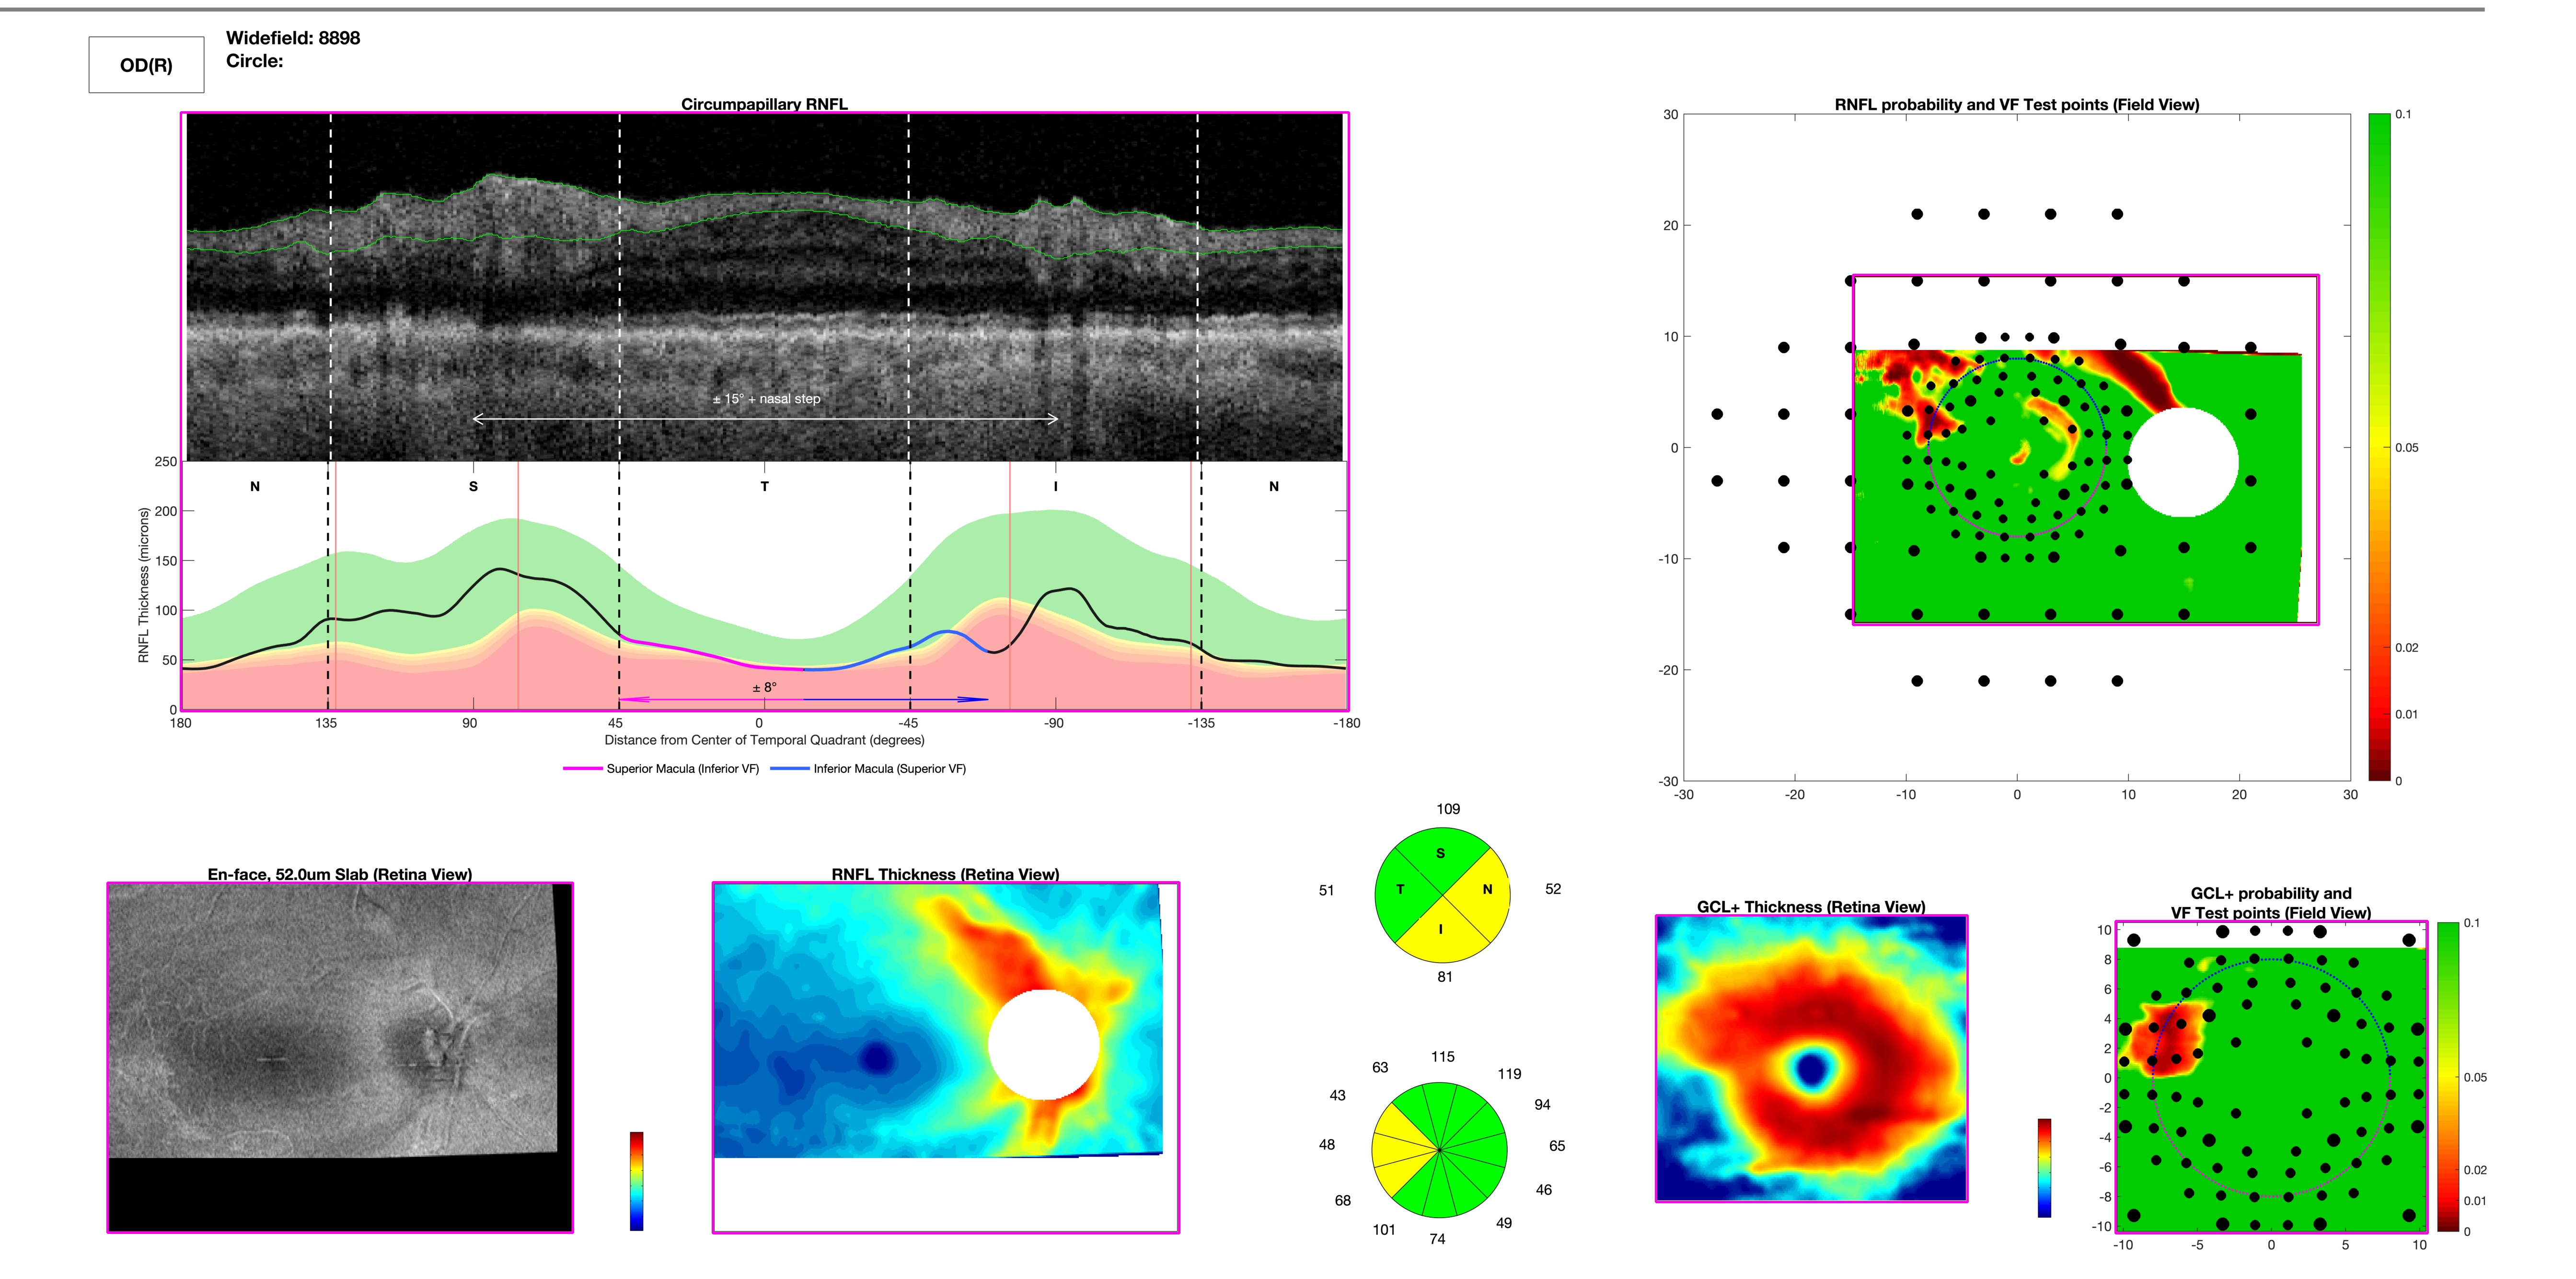 OD(R)
Widefield: 8898
Circle:
Circumpapillary RNFL
± 15° + nasal step
N S T I N
250
200
150
100
50
0
RNFL Thickness (microns)
± 8°
180 135 90 45 0 -45 -90 -135 -180
Distance from Center of Temporal Quadrant (degrees)
Superior Macula (Inferior VF) Inferior Macula (Superior VF)
RNFL probability and VF Test points (Field View)
30
20
10
0
-10
-20
-30
-30 -20 -10 0 10 20 30
0.1
0.05
0.02
0.01
0
En-face, 52.0um Slab (Retina View)
RNFL Thickness (Retina View)
109
S
51 T N 52
I
81
115
63 119
43 94
48 65
68 46
101 49
74
GCL+ Thickness (Retina View)
GCL+ probability and
VF Test points (Field View)
10
8
6
4
2
0
-2
-4
-6
-8
-10
-10 -5 0 5 10
0.1
0.05
0.02
0.01
0